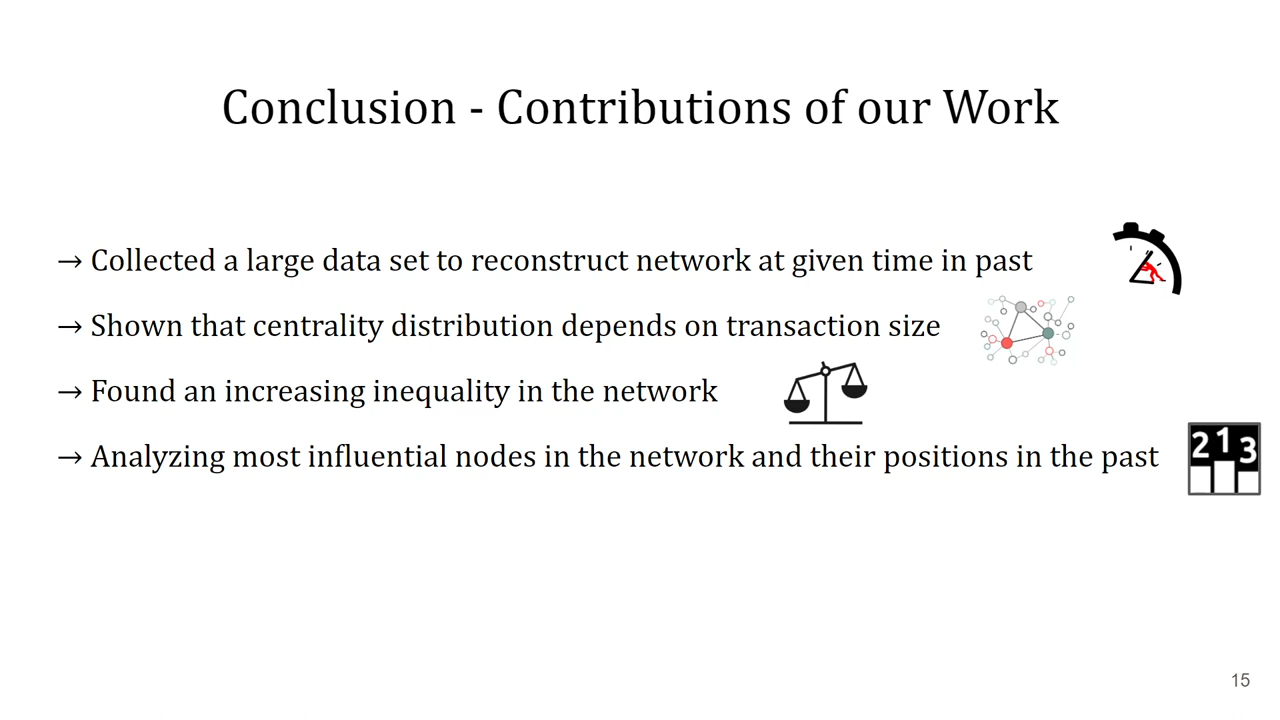 Conclusion - Contributions of our Work
→ Collected a large data set to reconstruct network at given time in past
→ Shown that centrality distribution depends on transaction size
→ Found an increasing inequality in the network
→ Analyzing most influential nodes in the network and their positions in the past
2 1 3
15